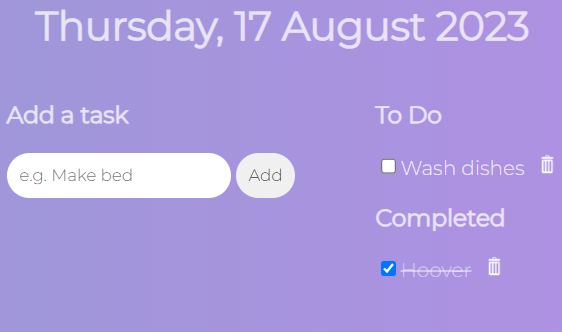 Thursday, 17 August 2023
Add a task
e.g. Make bed
Add
To Do
Wash dishes
Completed
Hoover